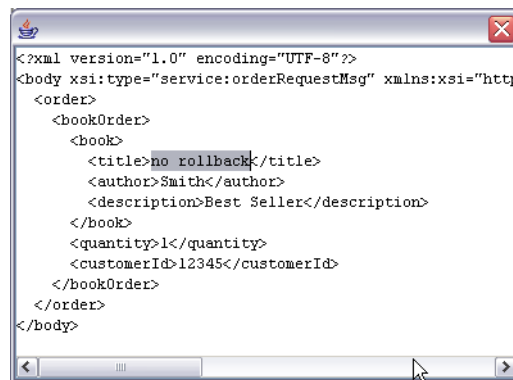 <?xml version="1.0" encoding="UTF-8"?>
<body xsi:type="service:orderRequestMsg" xmlns:xsi="http
<order>
<bookOrder>
<book>
<title>no rollback</title>
<author>Smith</author>
<description>Best Seller</description>
</book>
<quantity>1</quantity>
<customerId>12345</customerId>
</bookOrder>
</order>
</body>